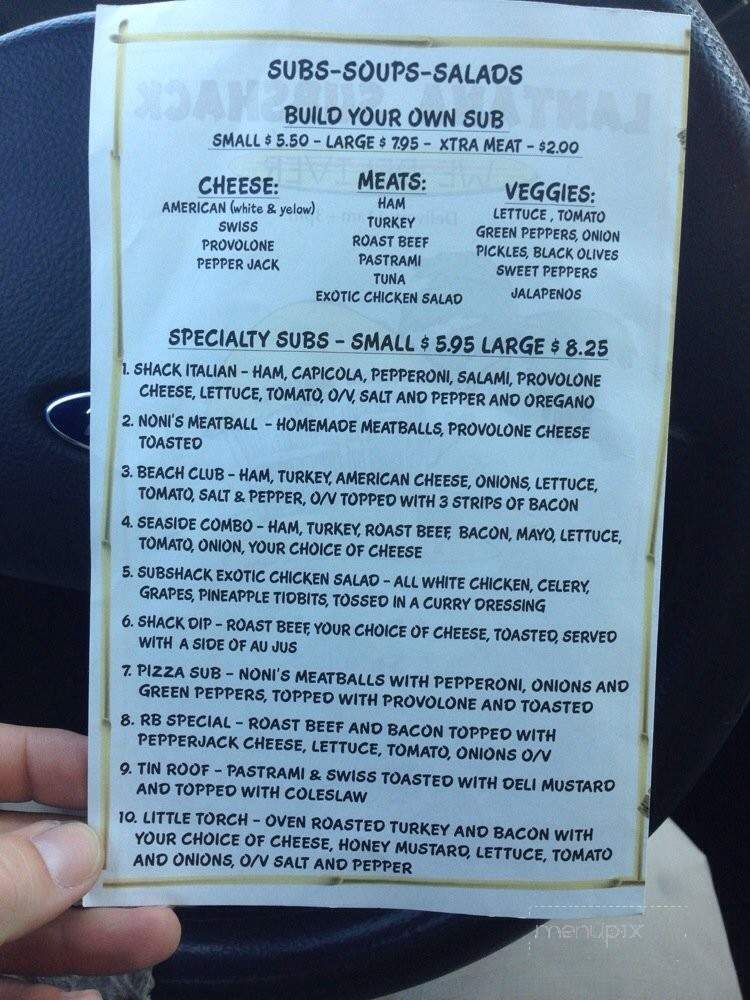 SUBS-SOUPS-SALADS
BUILD YOUR OWN SUB
SMALL $ 5.50 - LARGE $ 7.95 - XTRA MEAT - $2.00
CHEESE:
AMERICAN (white & yelow)
SWISS
PROVOLONE
PEPPER JACK
MEATS:
HAM
TURKEY
ROAST BEEF
PASTRAMI
TUNA
EXOTIC CHICKEN SALAD
VEGGIES:
LETTUCE , TOMATO
GREEN PEPPERS, ONION
PICKLES, BLACK OLIVES
SWEET PEPPERS
JALAPENOS
SPECIALTY SUBS - SMALL $ 5.95 LARGE $ 8.25
1. SHACK ITALIAN - HAM, CAPICOLA, PEPPERONI, SALAMI, PROVOLONE
CHEESE, LETTUCE, TOMATO, O/V, SALT AND PEPPER AND OREGANO
2. NONI'S MEATBALL - HOMEMADE MEATBALLS, PROVOLONE CHEESE
TOASTED
3. BEACH CLUB - HAM, TURKEY, AMERICAN CHEESE, ONIONS, LETTUCE,
TOMATO, SALT & PEPPER, O/V TOPPED WITH 3 STRIPS OF BACON
4. SEASIDE COMBO - HAM, TURKEY, ROAST BEEF, BACON, MAYO, LETTUCE,
TOMATO, ONION, YOUR CHOICE OF CHEESE
5. SUBSHACK EXOTIC CHICKEN SALAD - ALL WHITE CHICKEN, CELERY,
GRAPES, PINEAPPLE TIDBITS, TOSSED IN A CURRY DRESSING
6. SHACK DIP - ROAST BEEF, YOUR CHOICE OF CHEESE, TOASTED, SERVED
WITH A SIDE OF AU JUS
7. PIZZA SUB - NONI'S MEATBALLS WITH PEPPERONI, ONIONS AND
GREEN PEPPERS, TOPPED WITH PROVOLONE AND TOASTED
8. RB SPECIAL - ROAST BEEF AND BACON TOPPED WITH
PEPPERJACK CHEESE, LETTUCE, TOMATO, ONIONS O/V
9. TIN ROOF - PASTRAMI & SWISS TOASTED WITH DELI MUSTARD
AND TOPPED WITH COLESLAW
10. LITTLE TORCH - OVEN ROASTED TURKEY AND BACON WITH
YOUR CHOICE OF CHEESE, HONEY MUSTARD, LETTUCE, TOMATO
AND ONIONS, O/V SALT AND PEPPER
menupix